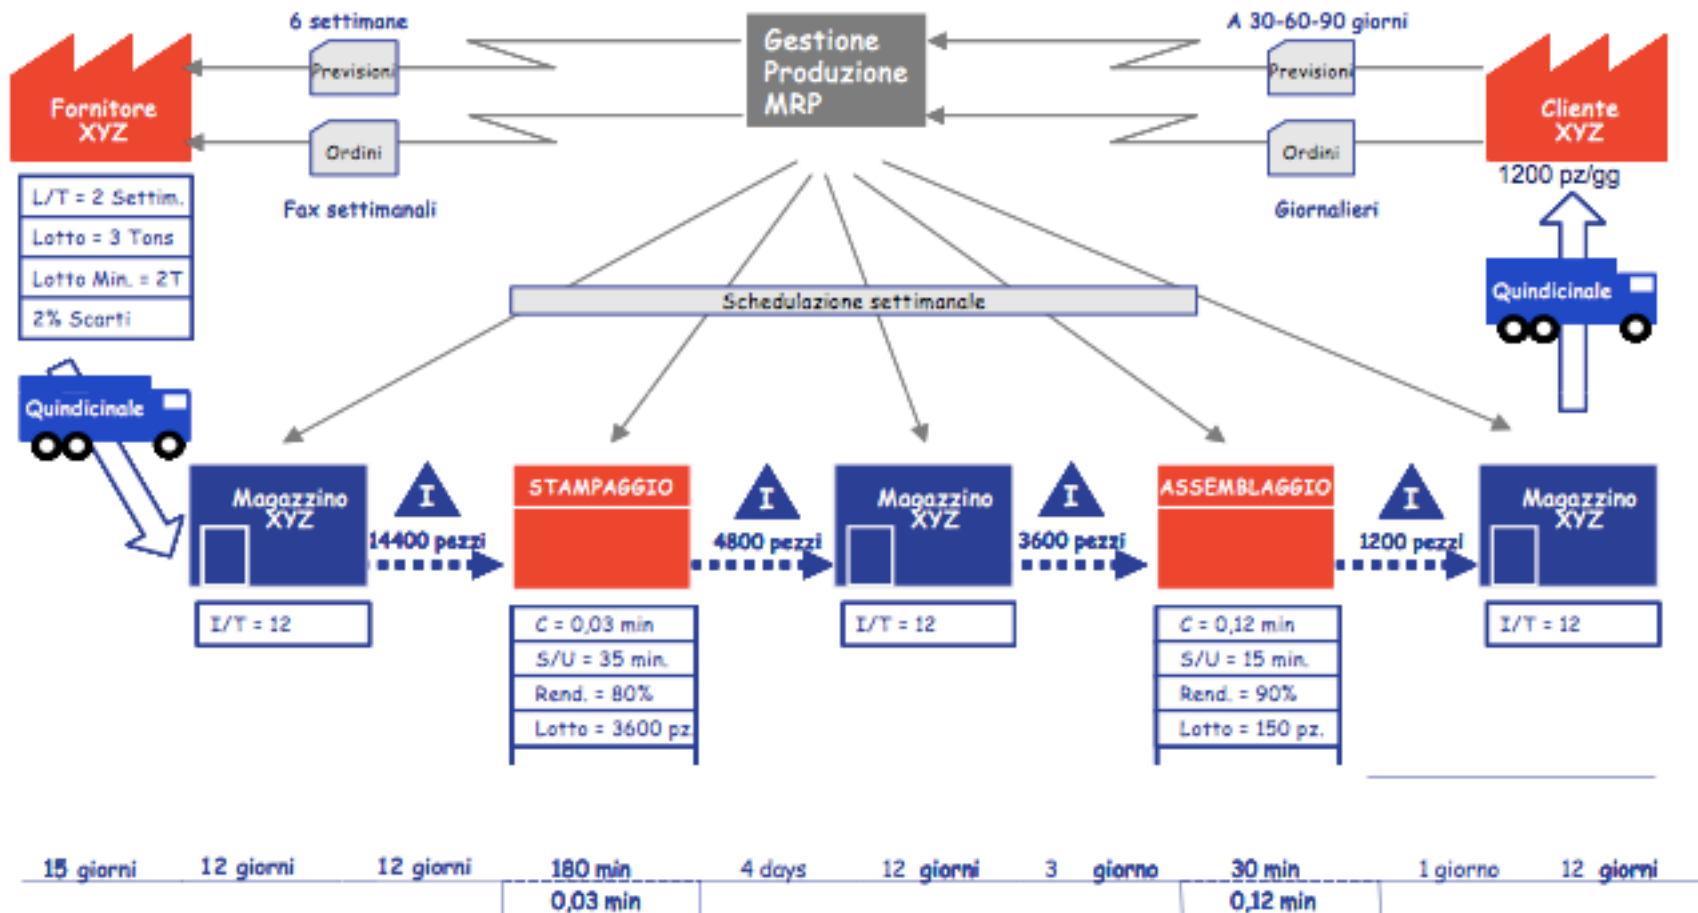 6 settimane
A 30-60-90 giorni
Gestione
Produzione
MRP
Previsioni
Previsioni
Fornitore
XYZ
Cliente
XYZ
Ordini
Ordini
1200 pz/gg
L/T = 2 Settim.
Lotto = 3 Tons
Lotto Min. = 2T
2% Scarti
Fax settimanali
Giornalieri
Schedulazione settimanale
Quindicinale
Quindicinale
Magazzino
XYZ
I
14400 pezzi
STAMPAGGIO
I
4800 pezzi
Magazzino
XYZ
I
3600 pezzi
ASSEMBLAGGIO
I
1200 pezzi
Magazzino
XYZ
I/T = 12
C = 0,03 min
S/U = 35 min.
Rend. = 80%
Lotto = 3600 pz.
I/T = 12
C = 0,12 min
S/U = 15 min.
Rend. = 90%
Lotto = 150 pz.
I/T = 12
15 giorni 12 giorni 12 giorni 180 min 4 days 12 giorni 3 giorno 30 min 1 giorno 12 giorni
0,03 min 0,12 min